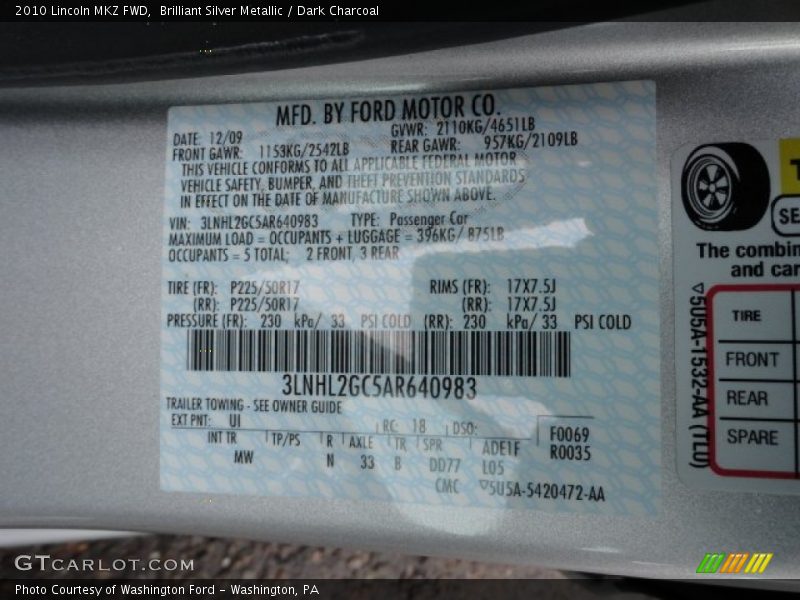 2010 Lincoln MKZ FWD, Brilliant Silver Metallic / Dark Charcoal
MFD. BY FORD MOTOR CO.
DATE: 12/09 GVWR: 2110KG/4651LB
FRONT GAWR: 1153KG/2542LB REAR GAWR: 957KG/2109LB
THIS VEHICLE CONFORMS TO ALL APPLICABLE FEDERAL MOTOR
VEHICLE SAFETY, BUMPER, AND THEFT PREVENTION STANDARDS
IN EFFECT ON THE DATE OF MANUFACTURE SHOWN ABOVE.
VIN: 3LNHL2GC5AR640983 TYPE: Passenger Car
MAXIMUM LOAD = OCCUPANTS + LUGGAGE = 396KG/ 875LB
OCCUPANTS = 5 TOTAL; 2 FRONT, 3 REAR
TIRE (FR): P225/50R17 RIMS (FR): 17X7.5J
(RR): P225/50R17 (RR): 17X7.5J
PRESSURE (FR): 230 kPa/ 33 PSI COLD (RR): 230 kPa/ 33 PSI COLD
3LNHL2GC5AR640983
TRAILER TOWING - SEE OWNER GUIDE
EXT PNT: UI RC: 18 DSO: F0069
INT TR TP/PS R AXLE TR SPR ADE1F R0035
MW N 33 B DD77 L05
CMC ▽5U5A-5420472-AA
T
SE
The combin
and car
▽5U5A-1532-AA (TLU)
TIRE
FRONT
REAR
SPARE
GTCARLOT.COM
Photo Courtesy of Washington Ford - Washington, PA